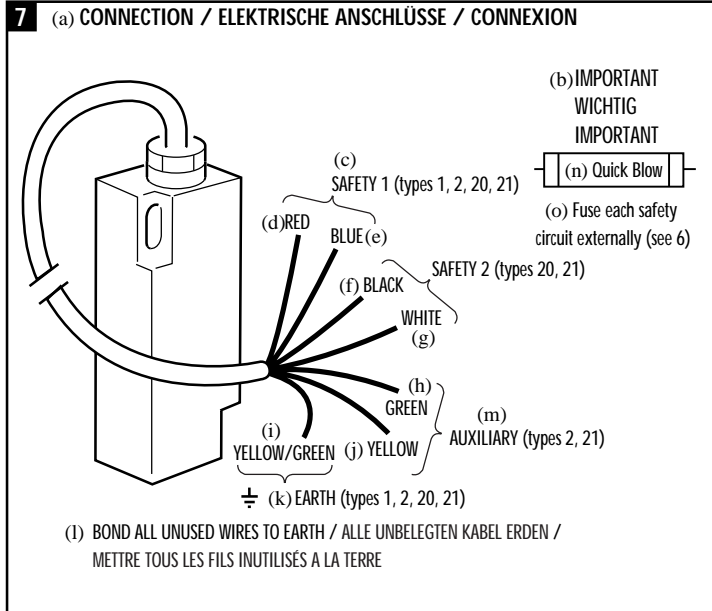 7 (a) CONNECTION / ELEKTRISCHE ANSCHLÜSSE / CONNEXION
(b) IMPORTANT
WICHTIG
IMPORTANT
(n) Quick Blow
(o) Fuse each safety
circuit externally (see 6)
(c)
SAFETY 1 (types 1, 2, 20, 21)
(d) RED
BLUE (e)
SAFETY 2 (types 20, 21)
(f) BLACK
WHITE
(g)
(h)
GREEN
(m)
AUXILIARY (types 2, 21)
(i)
YELLOW/GREEN
(j) YELLOW
(k) EARTH (types 1, 2, 20, 21)
(l) BOND ALL UNUSED WIRES TO EARTH / ALLE UNBELEGTEN KABEL ERDEN /
METTRE TOUS LES FILS INUTILISÉS A LA TERRE